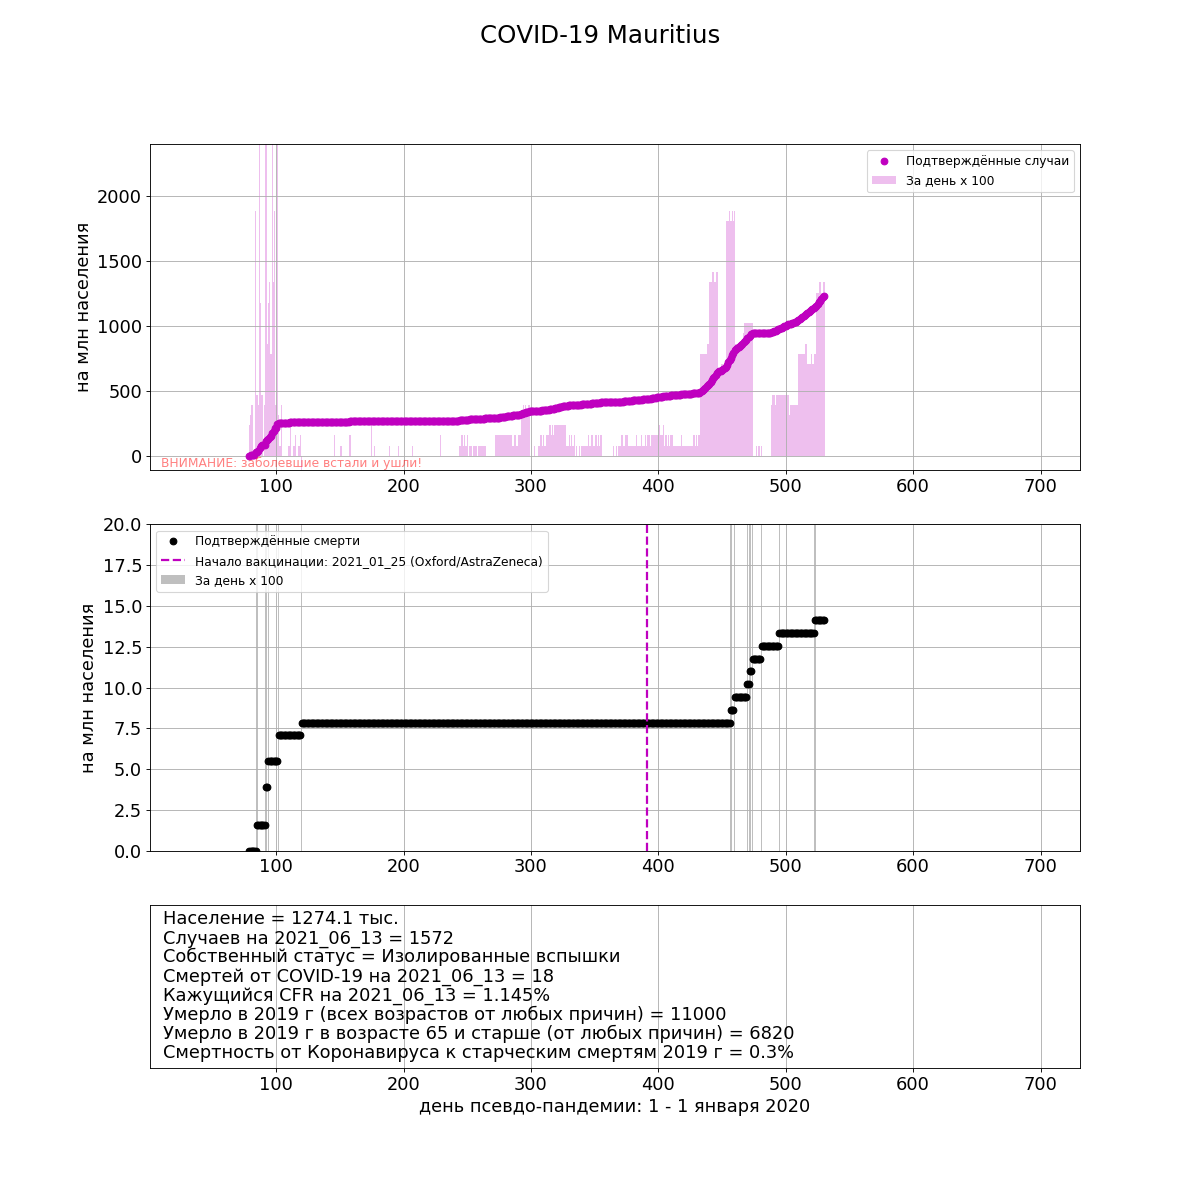 COVID-19 Mauritius
на млн населения
2000
1500
1000
500
0
Подтверждённые случаи
За день x 100
ВНИМАНИЕ: заболевшие встали и ушли!
100 200 300 400 500 600 700
на млн населения
20.0
17.5
15.0
12.5
10.0
7.5
5.0
2.5
0.0
Подтверждённые смерти
Начало вакцинации: 2021_01_25 (Oxford/AstraZeneca)
За день x 100
100 200 300 400 500 600 700
Население = 1274.1 тыс.
Случаев на 2021_06_13 = 1572
Собственный статус = Изолированные вспышки
Смертей от COVID-19 на 2021_06_13 = 18
Кажущийся CFR на 2021_06_13 = 1.145%
Умерло в 2019 г (всех возрастов от любых причин) = 11000
Умерло в 2019 г в возрасте 65 и старше (от любых причин) = 6820
Смертность от Коронавируса к старческим смертям 2019 г = 0.3%
100 200 300 400 500 600 700
день псевдо-пандемии: 1 - 1 января 2020